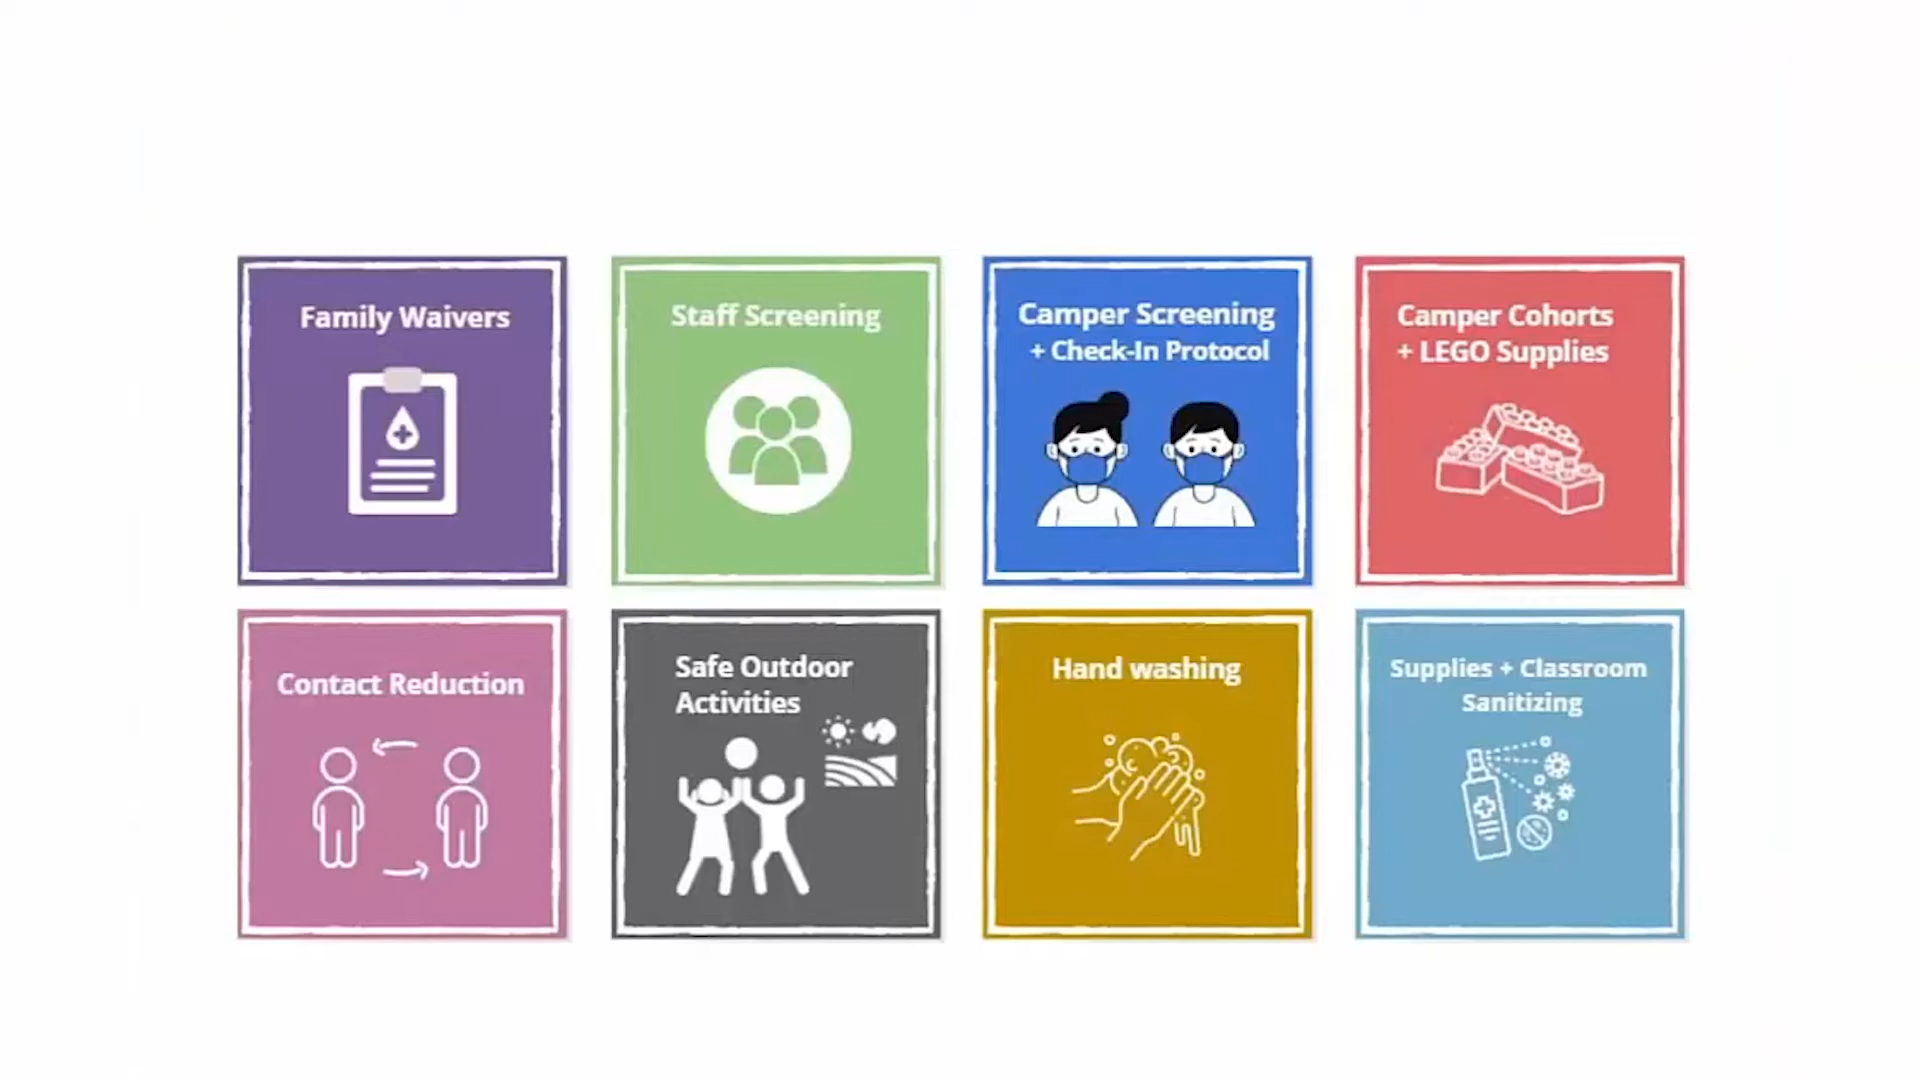 Family Waivers
Staff Screening
Camper Screening
+ Check-In Protocol
Camper Cohorts
+ LEGO Supplies
Contact Reduction
Safe Outdoor
Activities
Hand washing
Supplies + Classroom
Sanitizing